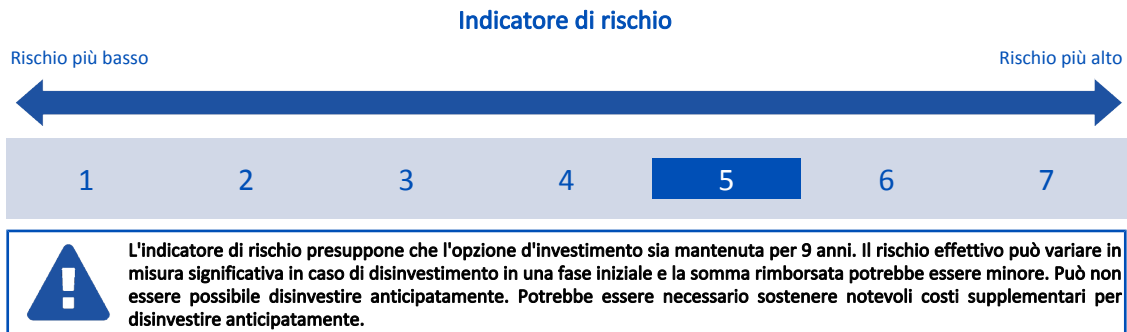 Indicatore di rischio
Rischio più basso
Rischio più alto
1 2 3 4 5 6 7
L'indicatore di rischio presuppone che l'opzione d'investimento sia mantenuta per 9 anni. Il rischio effettivo può variare in
misura significativa in caso di disinvestimento in una fase iniziale e la somma rimborsata potrebbe essere minore. Può non
essere possibile disinvestire anticipatamente. Potrebbe essere necessario sostenere notevoli costi supplementari per
disinvestire anticipatamente.